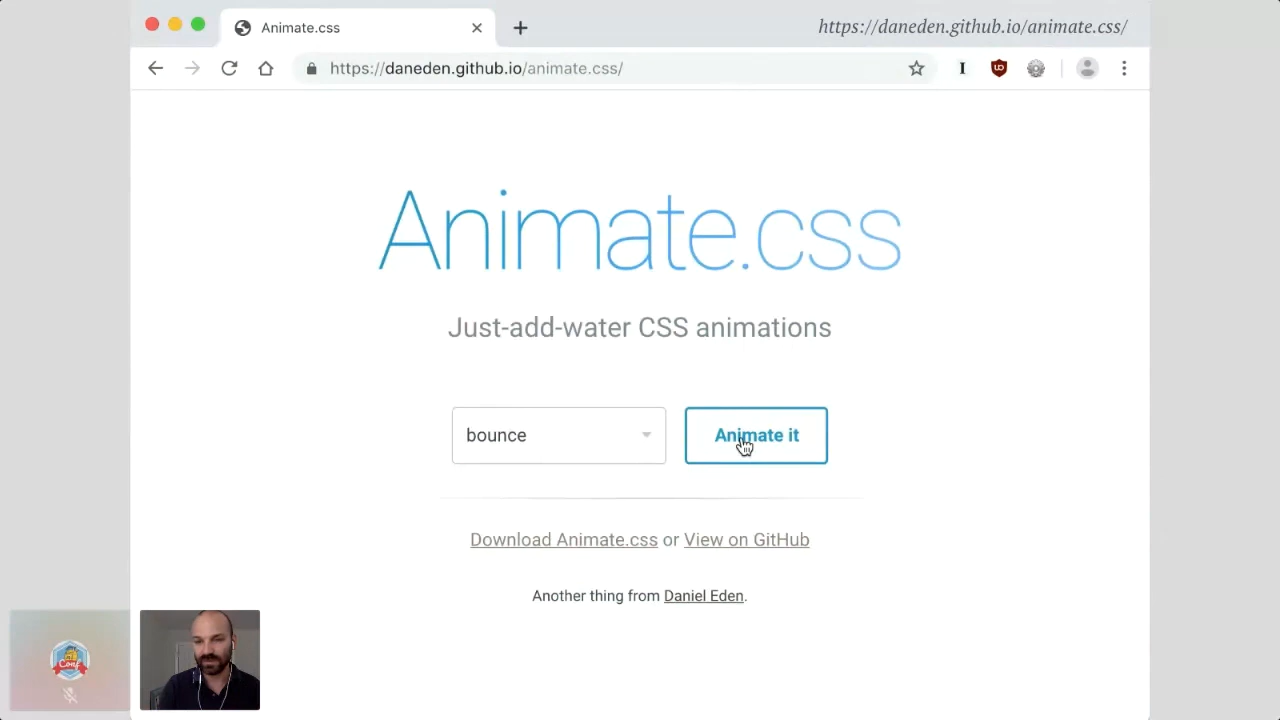 Animate.css
https://daneden.github.io/animate.css/
https://daneden.github.io/animate.css/
Animate.css
Just-add-water CSS animations
bounce
Animate it
Download Animate.css or View on GitHub
Another thing from Daniel Eden.
Conf